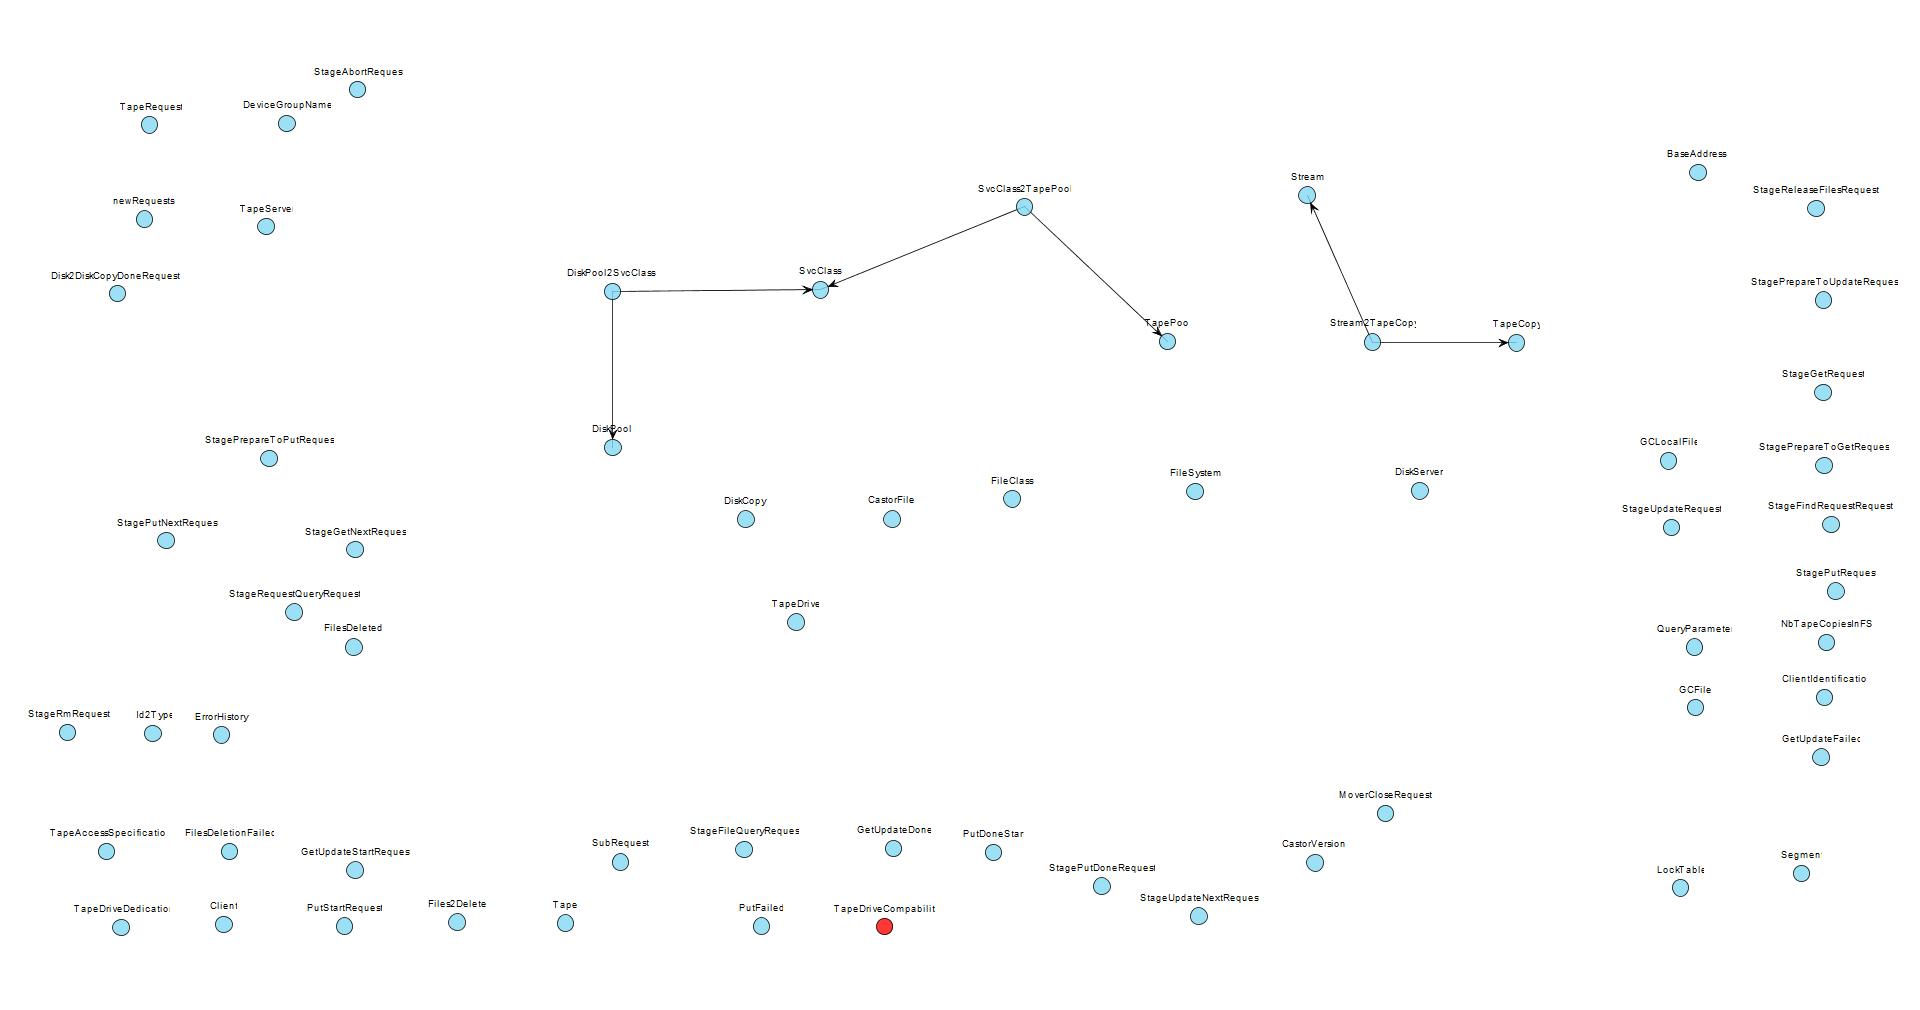 StageAbortReques
TapeRequest
DeviceGroupName
BaseAddress
Stream
SvcClass2TapePool
StageReleaseFilesRequest
newRequests
TapeServer
DiskPool2SvcClass
SvcClass
Disk2DiskCopyDoneRequest
StagePrepareToUpdateReques
TapePoo
Stream2TapeCopy
TapeCopy
StageGetRequest
DiskPool
StagePrepareToPutReques
GCLocalFile
StagePrepareToGetReques
FileSystem
DiskServer
FileClass
DiskCopy
CastorFile
StageUpdateRequest
StageFindRequestRequest
StagePutNextReques
StageGetNextReques
StagePutReques
StageRequestQueryRequest
TapeDrive
FilesDeleted
QueryParameter
NbTapeCopiesInFS
ClientIdentificatio
GCFile
StageRmRequest
Id2Type
ErrorHistory
GetUpdateFailed
MoverCloseRequest
TapeAccessSpecificatio
FilesDeletionFailed
GetUpdateStartReques
SubRequest
StageFileQueryReques
GetUpdateDone
PutDoneStar
CastorVersion
StagePutDoneRequest
LockTable
Segment
StageUpdateNextReques
TapeDriveDedication
Client
PutStartRequest
Files2Delete
Tape
PutFailed
TapeDriveCompabilit